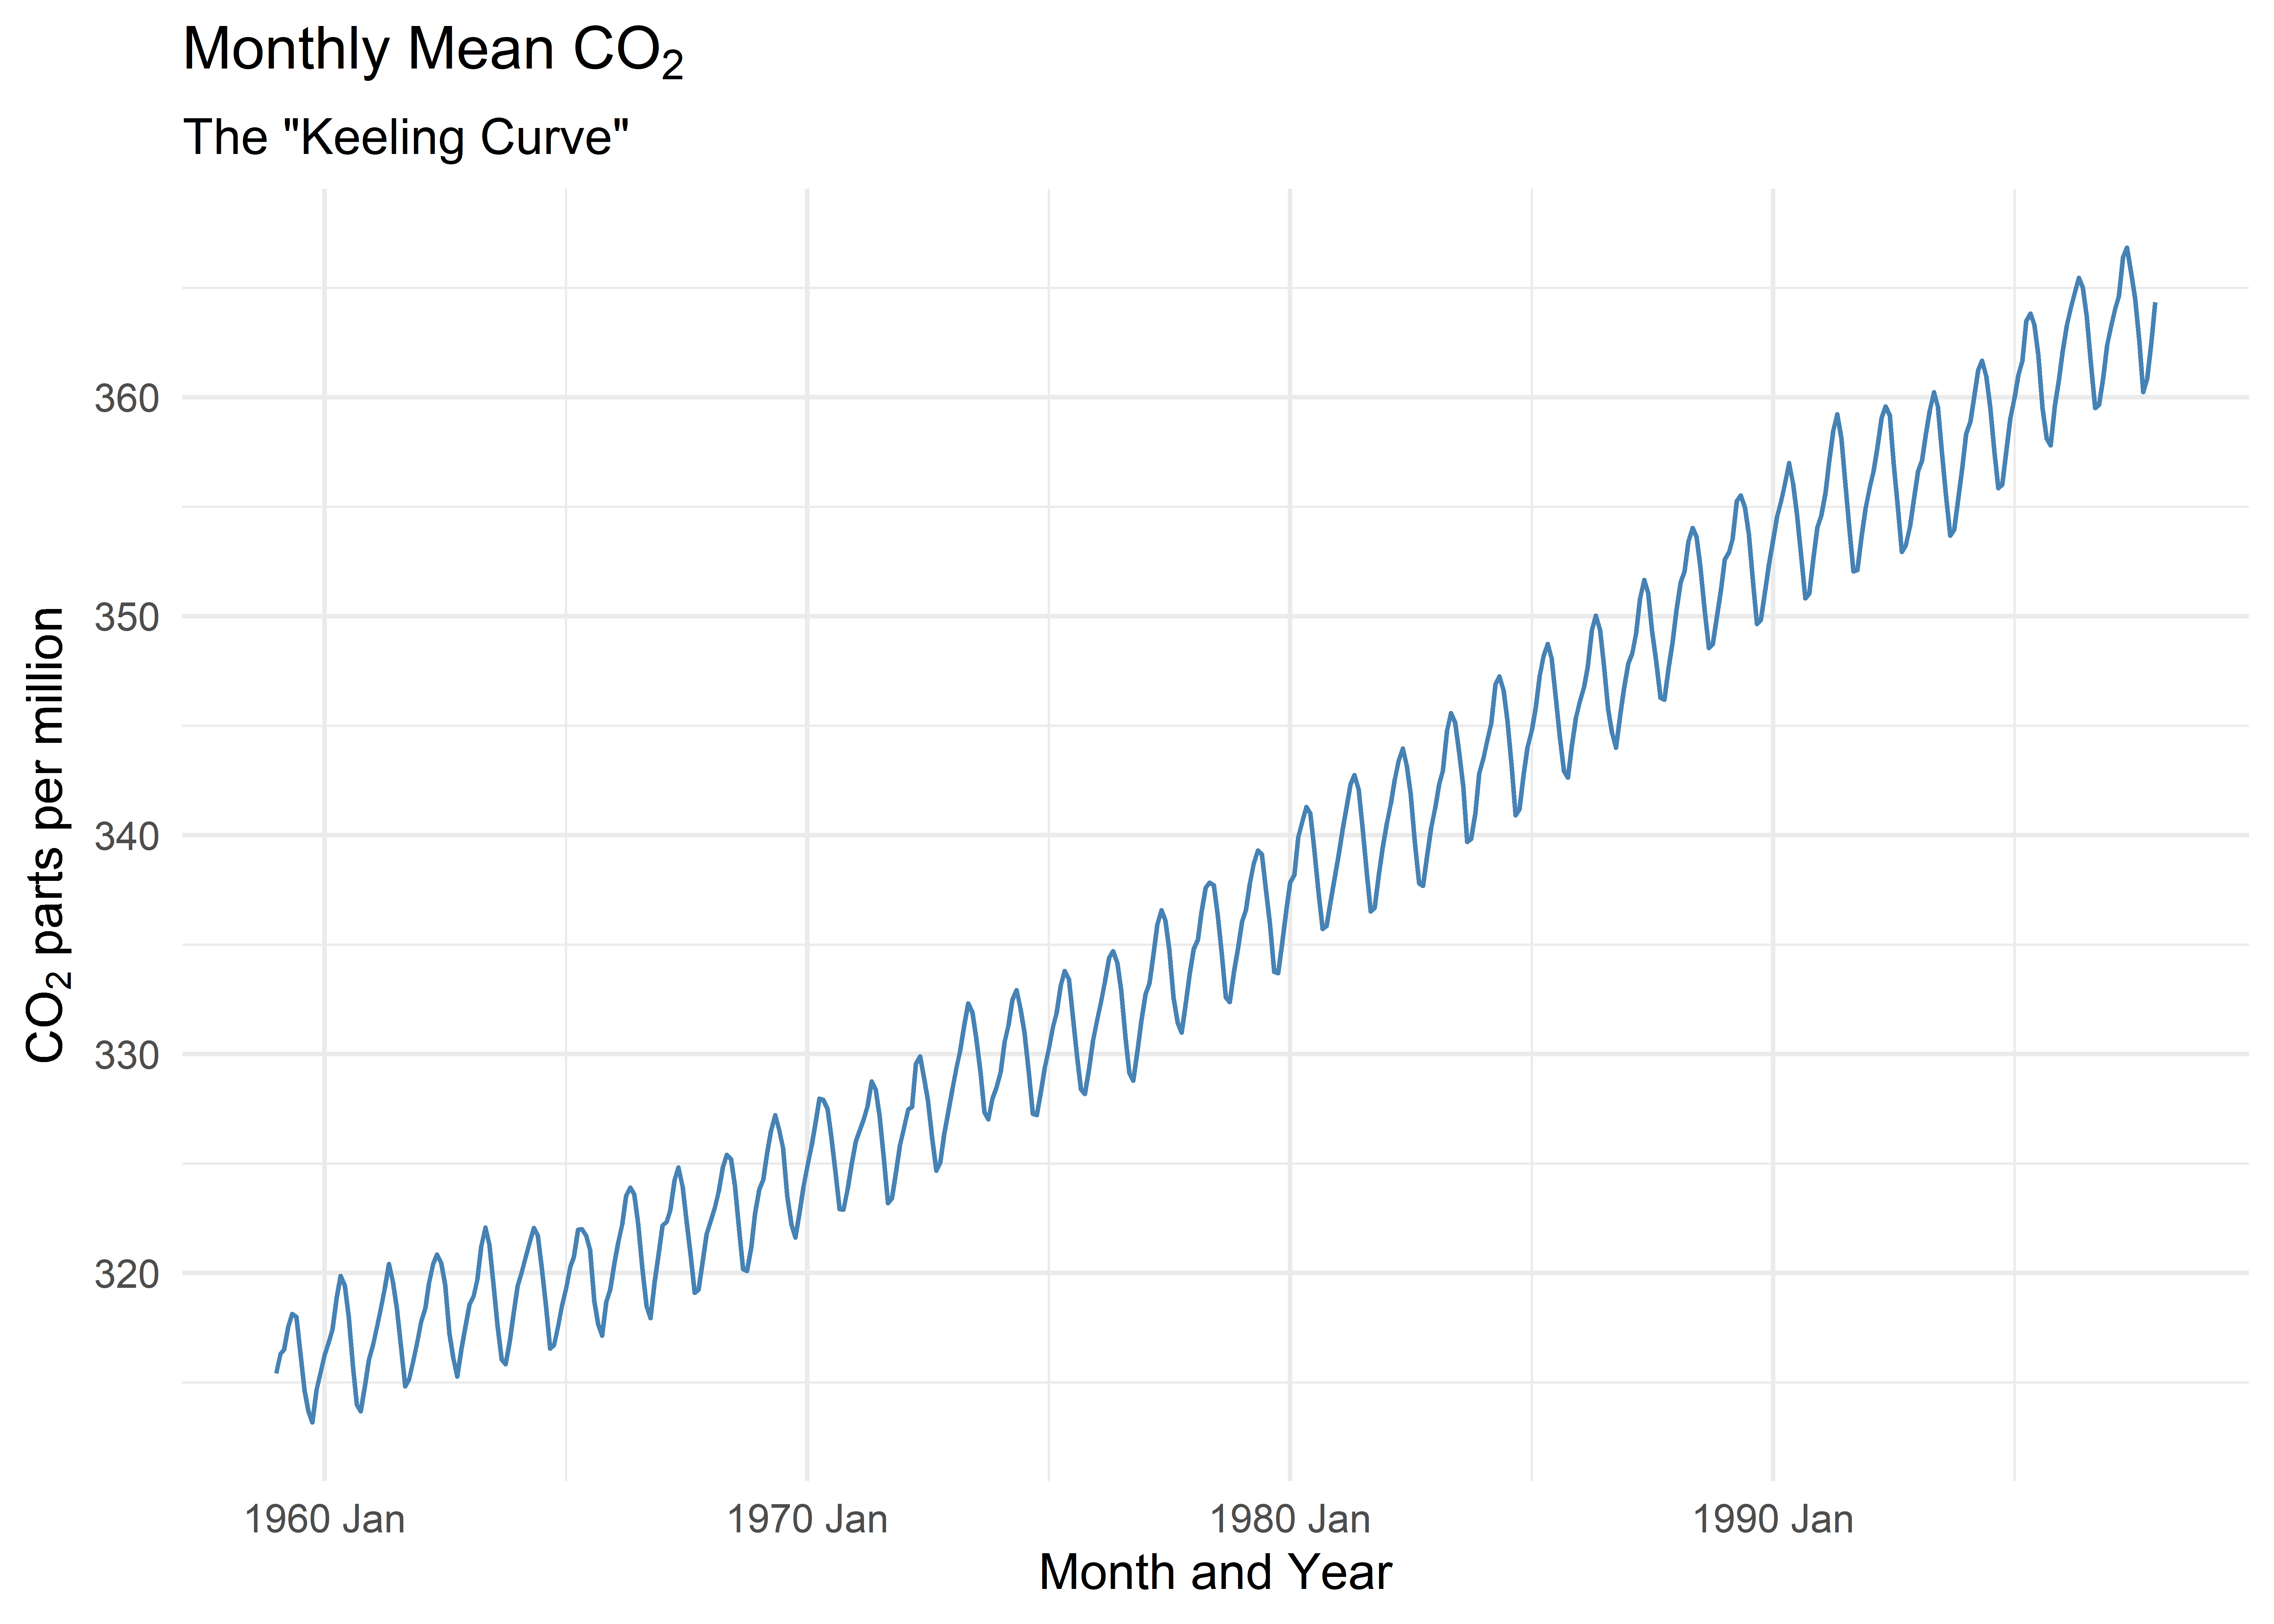 Monthly Mean CO₂
The "Keeling Curve"
CO₂ parts per million
360
350
340
330
320
1960 Jan 1970 Jan 1980 Jan 1990 Jan
Month and Year